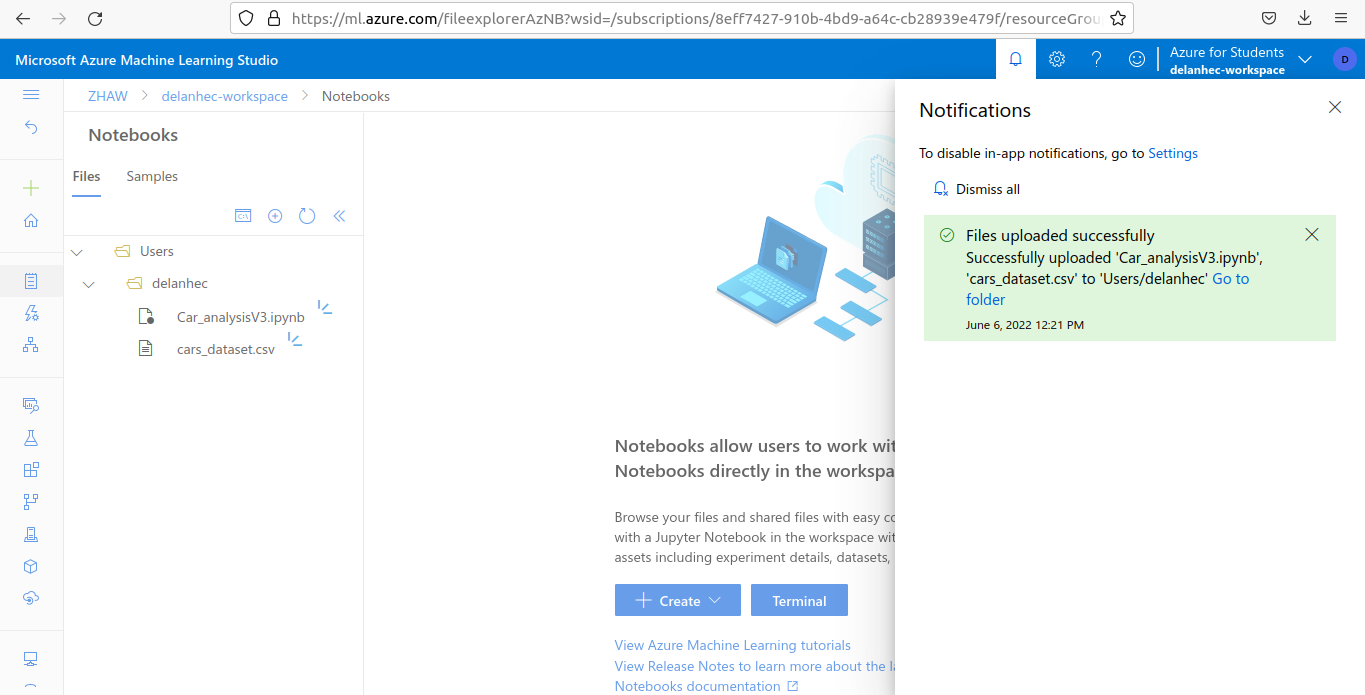 https://ml.azure.com/fileexplorerAzNB?wsid=/subscriptions/8eff7427-910b-4bd9-a64c-cb28939e479f/resourceGrou
Microsoft Azure Machine Learning Studio
Azure for Students
delanhec-workspace
D
ZHAW > delanhec-workspace > Notebooks
Notebooks
Files Samples
Users
delanhec
Car_analysisV3.ipynb
cars_dataset.csv
Notebooks allow users to work wit
Notebooks directly in the workspa
Browse your files and shared files with easy co
with a Jupyter Notebook in the workspace wit
assets including experiment details, datasets,
Create
Terminal
View Azure Machine Learning tutorials
View Release Notes to learn more about the la
Notebooks documentation
Notifications
To disable in-app notifications, go to Settings
Dismiss all
Files uploaded successfully
Successfully uploaded 'Car_analysisV3.ipynb',
'cars_dataset.csv' to 'Users/delanhec' Go to
folder
June 6, 2022 12:21 PM